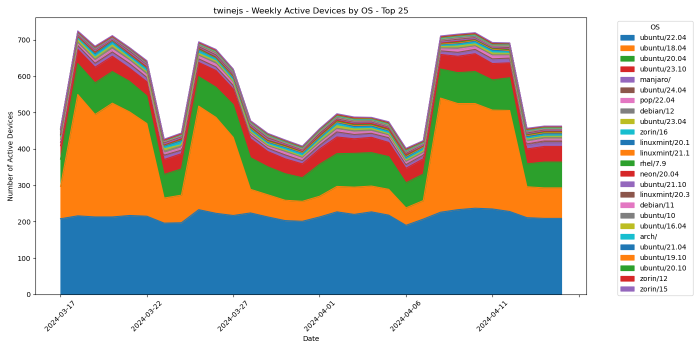 twinejs - Weekly Active Devices by OS - Top 25
Number of Active Devices
700
600
500
400
300
200
100
0
2024-03-17
2024-03-22
2024-03-27
2024-04-01
2024-04-06
2024-04-11
Date
OS
ubuntu/22.04
ubuntu/18.04
ubuntu/20.04
ubuntu/23.10
manjaro/
ubuntu/24.04
pop/22.04
debian/12
ubuntu/23.04
zorin/16
linuxmint/20.1
linuxmint/21.1
rhel/7.9
neon/20.04
ubuntu/21.10
linuxmint/20.3
debian/11
ubuntu/10
ubuntu/16.04
arch/
ubuntu/21.04
ubuntu/19.10
ubuntu/20.10
zorin/12
zorin/15